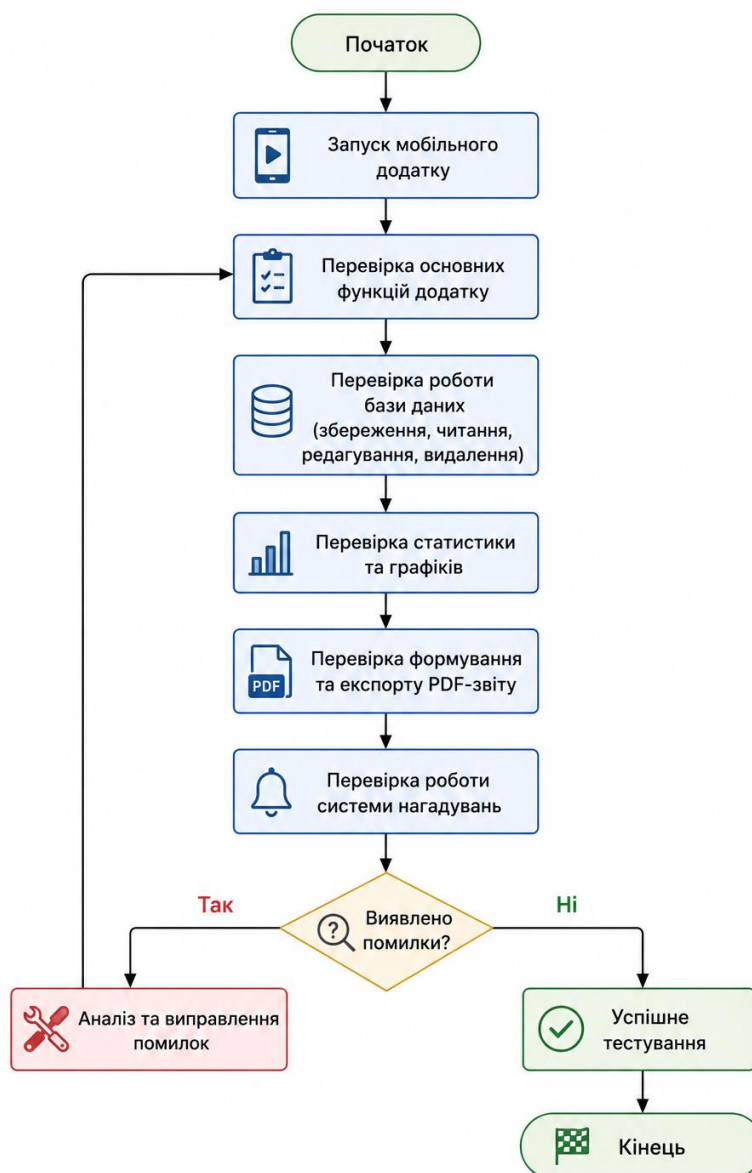 Початок
Запуск мобільного
додатку
Перевірка основних
функцій додатку
Перевірка роботи
бази даних
(збереження, читання,
редагування, видалення)
Перевірка статистики
та графіків
PDF
Перевірка формування
та експорту PDF-звіту
Перевірка роботи
системи нагадувань
Так
?
Виявлено
помилки?
Ні
Аналіз та виправлення
помилок
Успішне
тестування
Кінець